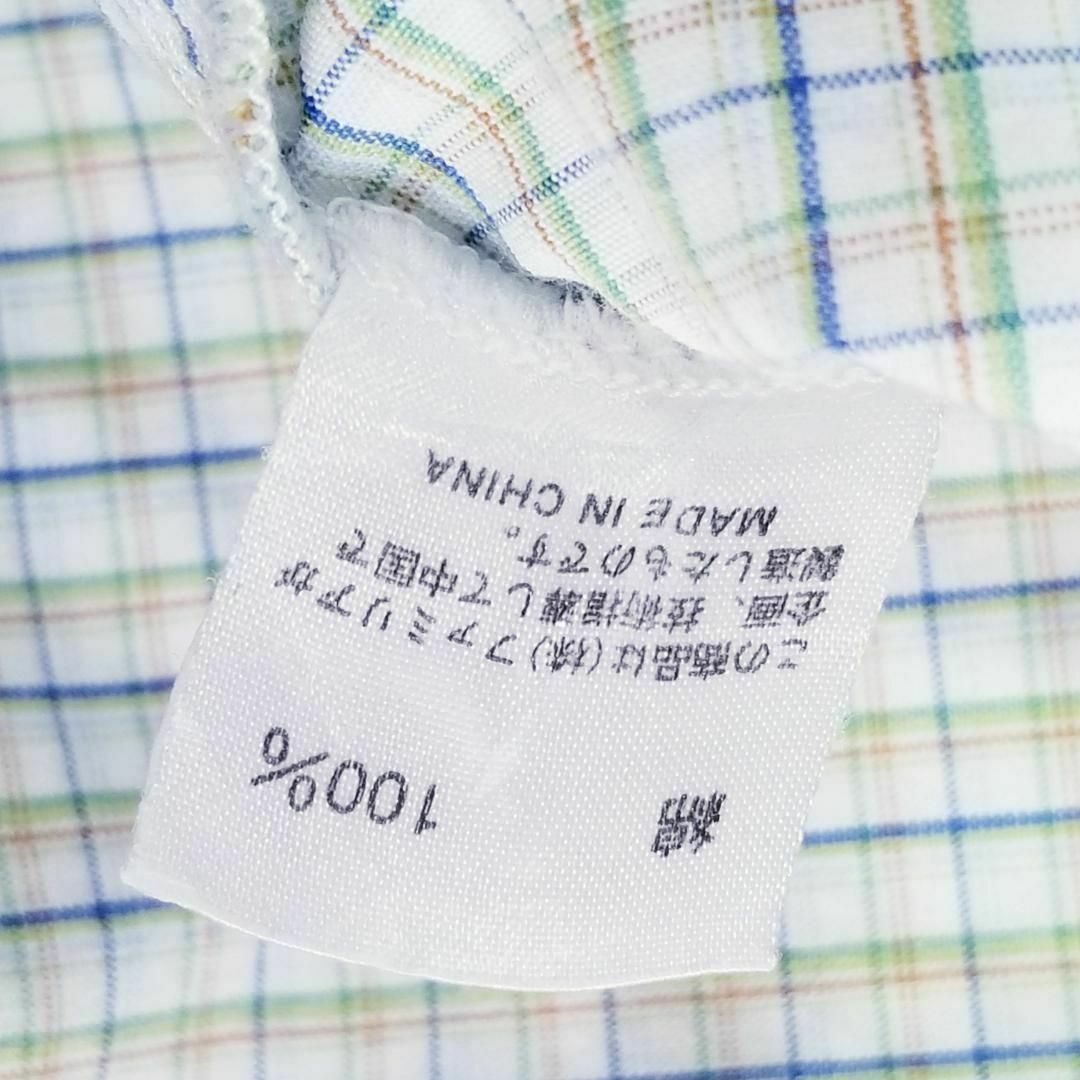 綿 100%
この商品は(株)ファミリアが
企画、技術指導して中国で
製造したものです。
MADE IN CHINA